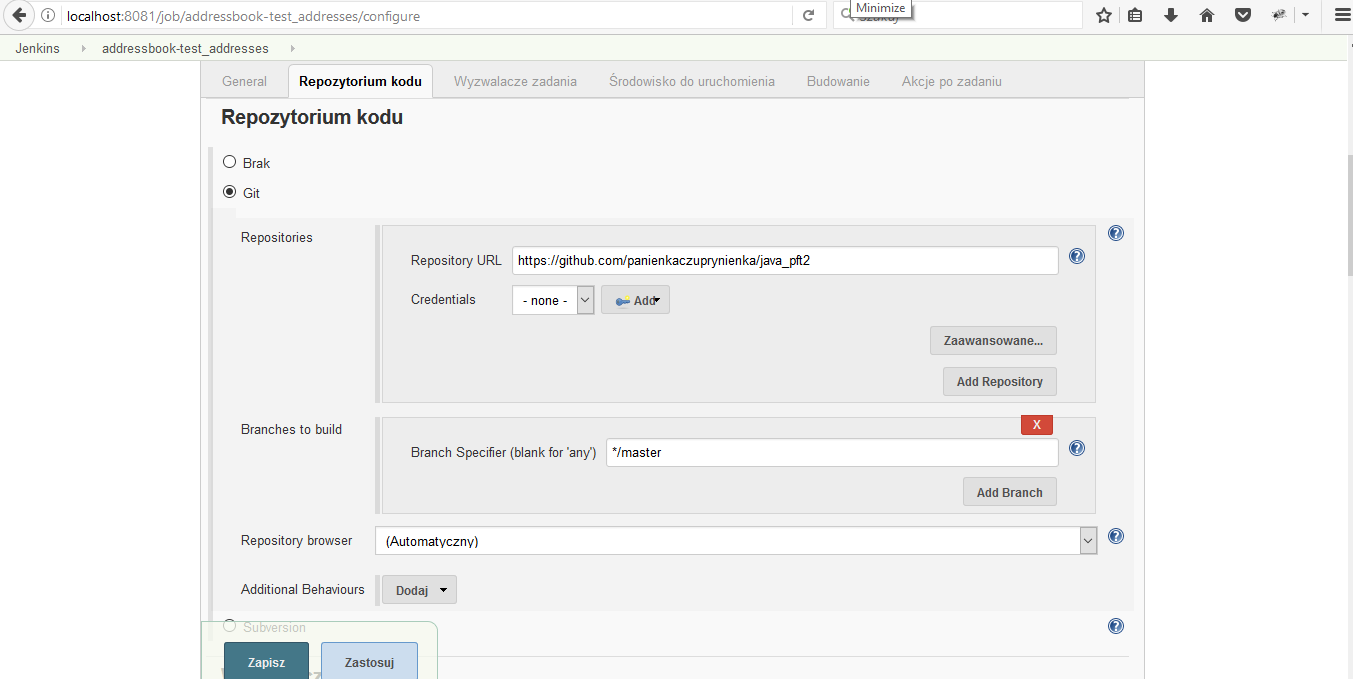 Minimize
localhost:8081/job/addressbook-test_addresses/configure
Jenkins addressbook-test_addresses
General Repozytorium kodu Wyzwalacze zadania Środowisko do uruchomienia Budowanie Akcje po zadaniu
Repozytorium kodu
Brak
Git
Repositories
Repository URL https://github.com/panienkaczuprynienka/java_pft2
Credentials - none - Add
Zaawansowane...
Add Repository
Branches to build
X
Branch Specifier (blank for 'any') */master
Add Branch
Repository browser (Automatyczny)
Additional Behaviours Dodaj
Subversion
Zapisz Zastosuj